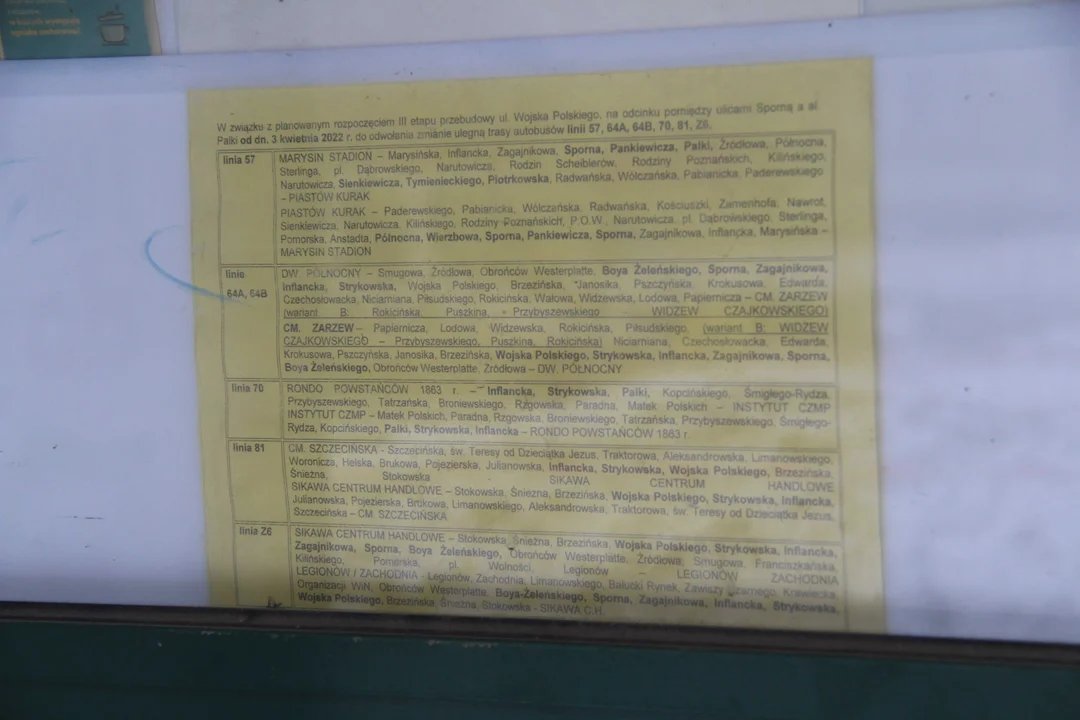 W związku z planowanym rozpoczęciem III etapu przebudowy ul. Wojska Polskiego, na odcinku pomiędzy ulicami Sporną a al.
Palki od dn. 3 kwietnia 2022 r. do odwołania zmianie ulegną trasy autobusów linii 57, 64A, 64B, 70, 81, Z6.
linia 57
MARYSIN STADION – Marysińska, Inflancka, Zagajnikowa, Sporna, Pankiewicza, Palki, Źródłowa, Północna,
Sterlinga, pl. Dąbrowskiego, Narutowicza, Rodzin Scheiblerów, Rodziny Poznańskich, Kilińskiego,
Narutowicza, Sienkiewicza, Tymienieckiego, Piotrkowska, Radwańska, Wólczańska, Pabianicka, Paderewskiego
– PIASTÓW KURAK
PIASTÓW KURAK – Paderewskiego, Pabianicka, Wólczańska, Radwańska, Kościuszki, Zamenhofa, Nawrot,
Sienkiewicza, Narutowicza, Kilińskiego, Rodziny Poznańskich, P.O.W., Narutowicza, pl. Dąbrowskiego, Sterlinga,
Pomorska, Anstadta, Północna, Wierzbowa, Sporna, Pankiewicza, Sporna, Zagajnikowa, Inflancka, Marysińska –
MARYSIN STADION
linie
64A, 64B
DW. PÓŁNOCNY – Smugowa, Źródłowa, Obrońców Westerplatte, Boya Żeleńskiego, Sporna, Zagajnikowa,
Inflancka, Strykowska, Wojska Polskiego, Brzezińska, Janosika, Pszczyńska, Krokusowa, Edwarda,
Czechosłowacka, Niciarniana, Piłsudskiego, Rokicińska, Wałowa, Widzewska, Lodowa, Papiernicza – CM. ZARZEW
(wariant B: Rokicińska, Puszkina, Przybyszewskiego – WIDZEW CZAJKOWSKIEGO)
CM. ZARZEW– Papiernicza, Lodowa, Widzewska, Rokicińska, Piłsudskiego, (wariant B: WIDZEW
CZAJKOWSKIEGO – Przybyszewskiego, Puszkina, Rokicińska) Niciarniana, Czechosłowacka, Edwarda,
Krokusowa, Pszczyńska, Janosika, Brzezińska, Wojska Polskiego, Strykowska, Inflancka, Zagajnikowa, Sporna,
Boya Żeleńskiego, Obrońców Westerplatte, Źródłowa – DW. PÓŁNOCNY
linia 70
RONDO POWSTAŃCÓW 1863 r. – Inflancka, Strykowska, Palki, Kopcińskiego, Śmigłego-Rydza,
Przybyszewskiego, Tatrzańska, Broniewskiego, Rzgowska, Paradna, Matek Polskich – INSTYTUT CZMP
INSTYTUT CZMP – Matek Polskich, Paradna, Rzgowska, Broniewskiego, Tatrzańska, Przybyszewskiego, Śmigłego-
Rydza, Kopcińskiego, Palki, Strykowska, Inflancka – RONDO POWSTAŃCÓW 1863 r.
linia 81
CM. SZCZECIŃSKA - Szczecińska, św. Teresy od Dzieciątka Jezus, Traktorowa, Aleksandrowska, Limanowskiego,
Woronicza, Helska, Brukowa, Pojezierska, Julianowska, Inflancka, Strykowska, Wojska Polskiego, Brzezińska,
Śnieżna, Stokowska SIKAWA CENTRUM HANDLOWE
SIKAWA CENTRUM HANDLOWE – Stokowska, Śnieżna, Brzezińska, Wojska Polskiego, Strykowska, Inflancka,
Julianowska, Pojezierska, Brukowa, Limanowskiego, Aleksandrowska, Traktorowa, św. Teresy od Dzieciątka Jezus,
Szczecińska – CM. SZCZECIŃSKA
linia Z6
SIKAWA CENTRUM HANDLOWE – Stokowska, Śnieżna, Brzezińska, Wojska Polskiego, Strykowska, Inflancka,
Zagajnikowa, Sporna, Boya Żeleńskiego, Obrońców Westerplatte, Źródłowa, Smugowa, Franciszkańska,
Kilińskiego, Pomorska, pl. Wolności, Legionów – LEGIONÓW ZACHODNIA
LEGIONÓW / ZACHODNIA - Legionów, Zachodnia, Limanowskiego, Bałucki Rynek, Zawiszy Czarnego, Krawiecka,
Organizacji WiN, Obrońców Westerplatte, Boya-Żeleńskiego, Sporna, Zagajnikowa, Inflancka, Strykowska,
Wojska Polskiego, Brzezińska, Śnieżna, Stokowska - SIKAWA C.H.